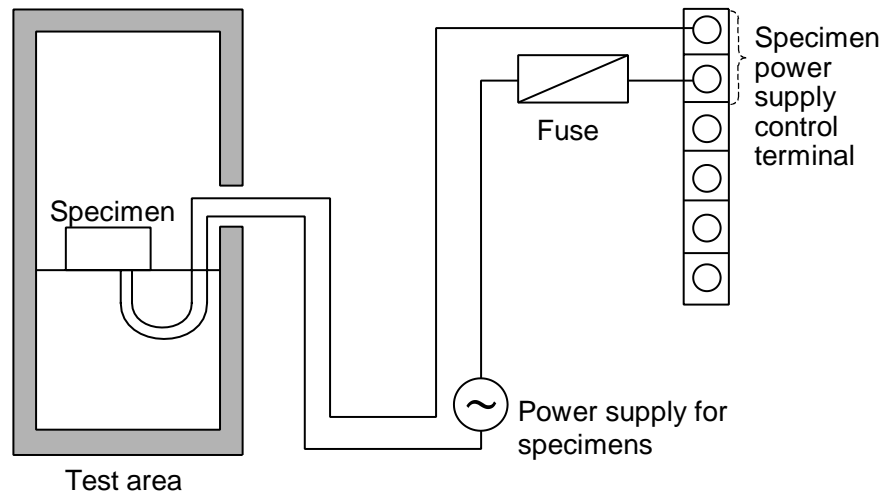 Specimen
power
supply
control
terminal
Fuse
Specimen
~
Power supply for
specimens
Test area